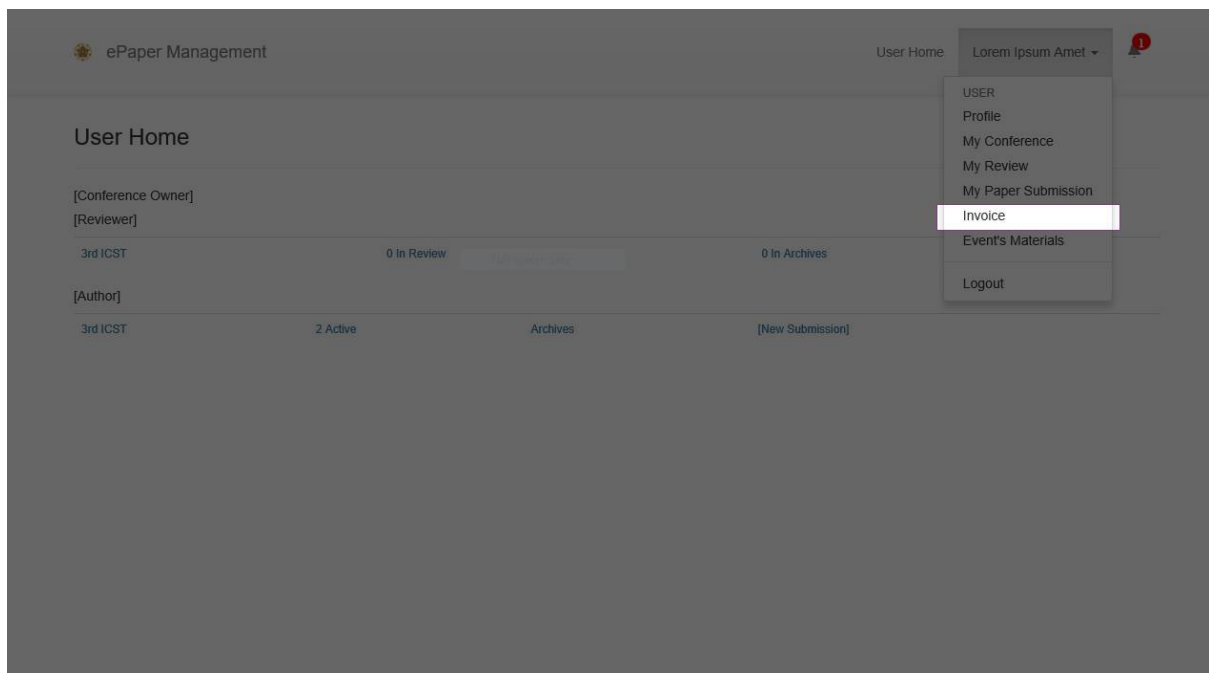 ePaper Management
User Home
Lorem Ipsum Amet
1
USER
Profile
My Conference
My Review
My Paper Submission
Invoice
Event's Materials
Logout
User Home
[Conference Owner]
[Reviewer]
3rd ICST 0 In Review 0 In Archives
[Author]
3rd ICST 2 Active Archives [New Submission]